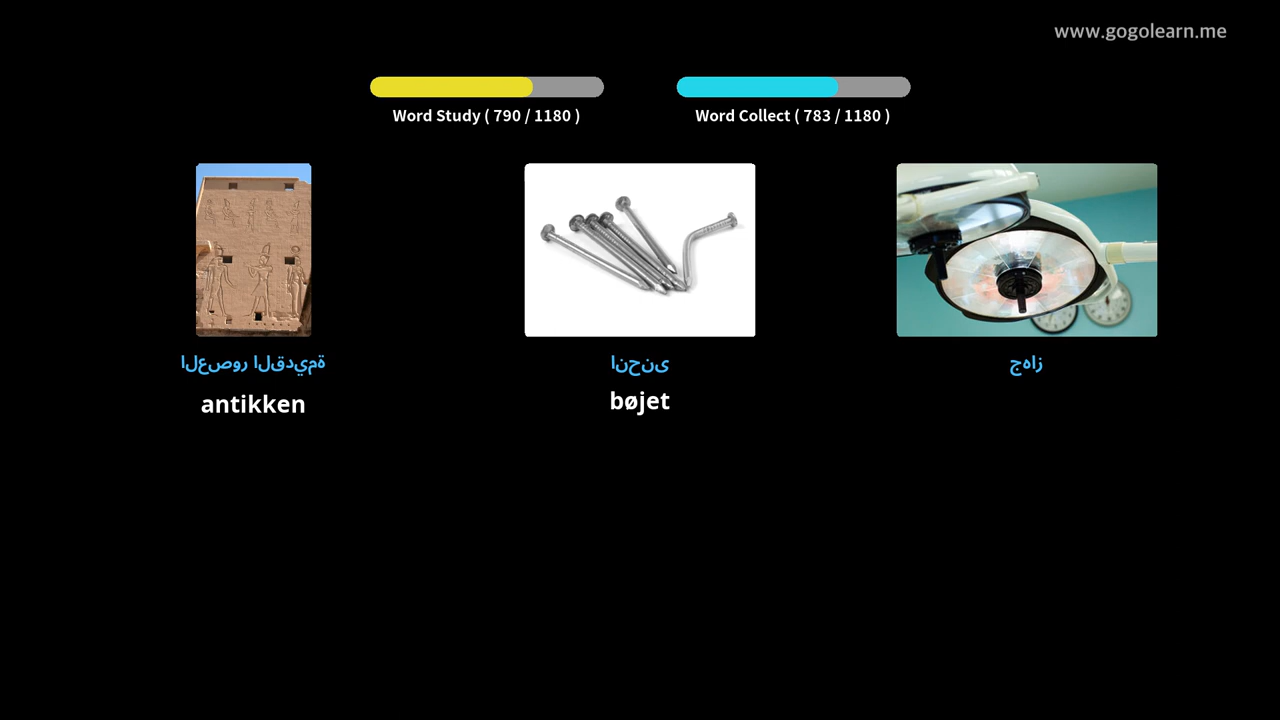 www.gogolearn.me
Word Study ( 790 / 1180 )
Word Collect ( 783 / 1180 )
العصور القديمة
انحنى
جهاز
antikken
bøjet